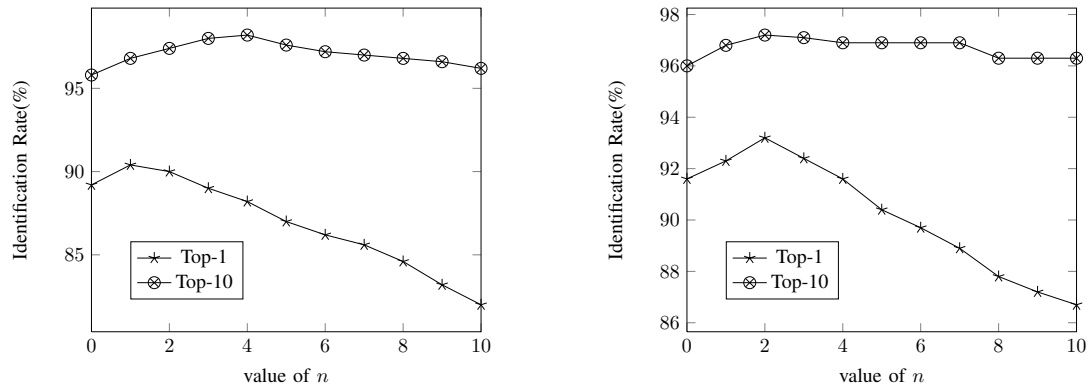 95
90
85
Identification Rate(%)
Top-1
Top-10
0 2 4 6 8 10
value of n
98
96
94
92
90
88
86
Identification Rate(%)
Top-1
Top-10
0 2 4 6 8 10
value of n